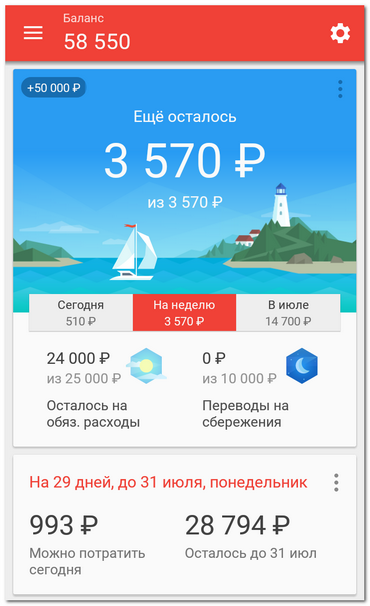 Баланс
58 550
+50 000 ₽
Ещё осталось
3 570 ₽
из 3 570 ₽
Сегодня
510 ₽
На неделю
3 570 ₽
В июле
14 700 ₽
24 000 ₽
из 25 000 ₽
Осталось на
обяз. расходы
0 ₽
из 10 000 ₽
Переводы на
сбережения
На 29 дней, до 31 июля, понедельник
993 ₽
Можно потратить
сегодня
28 794 ₽
Осталось до 31 июл